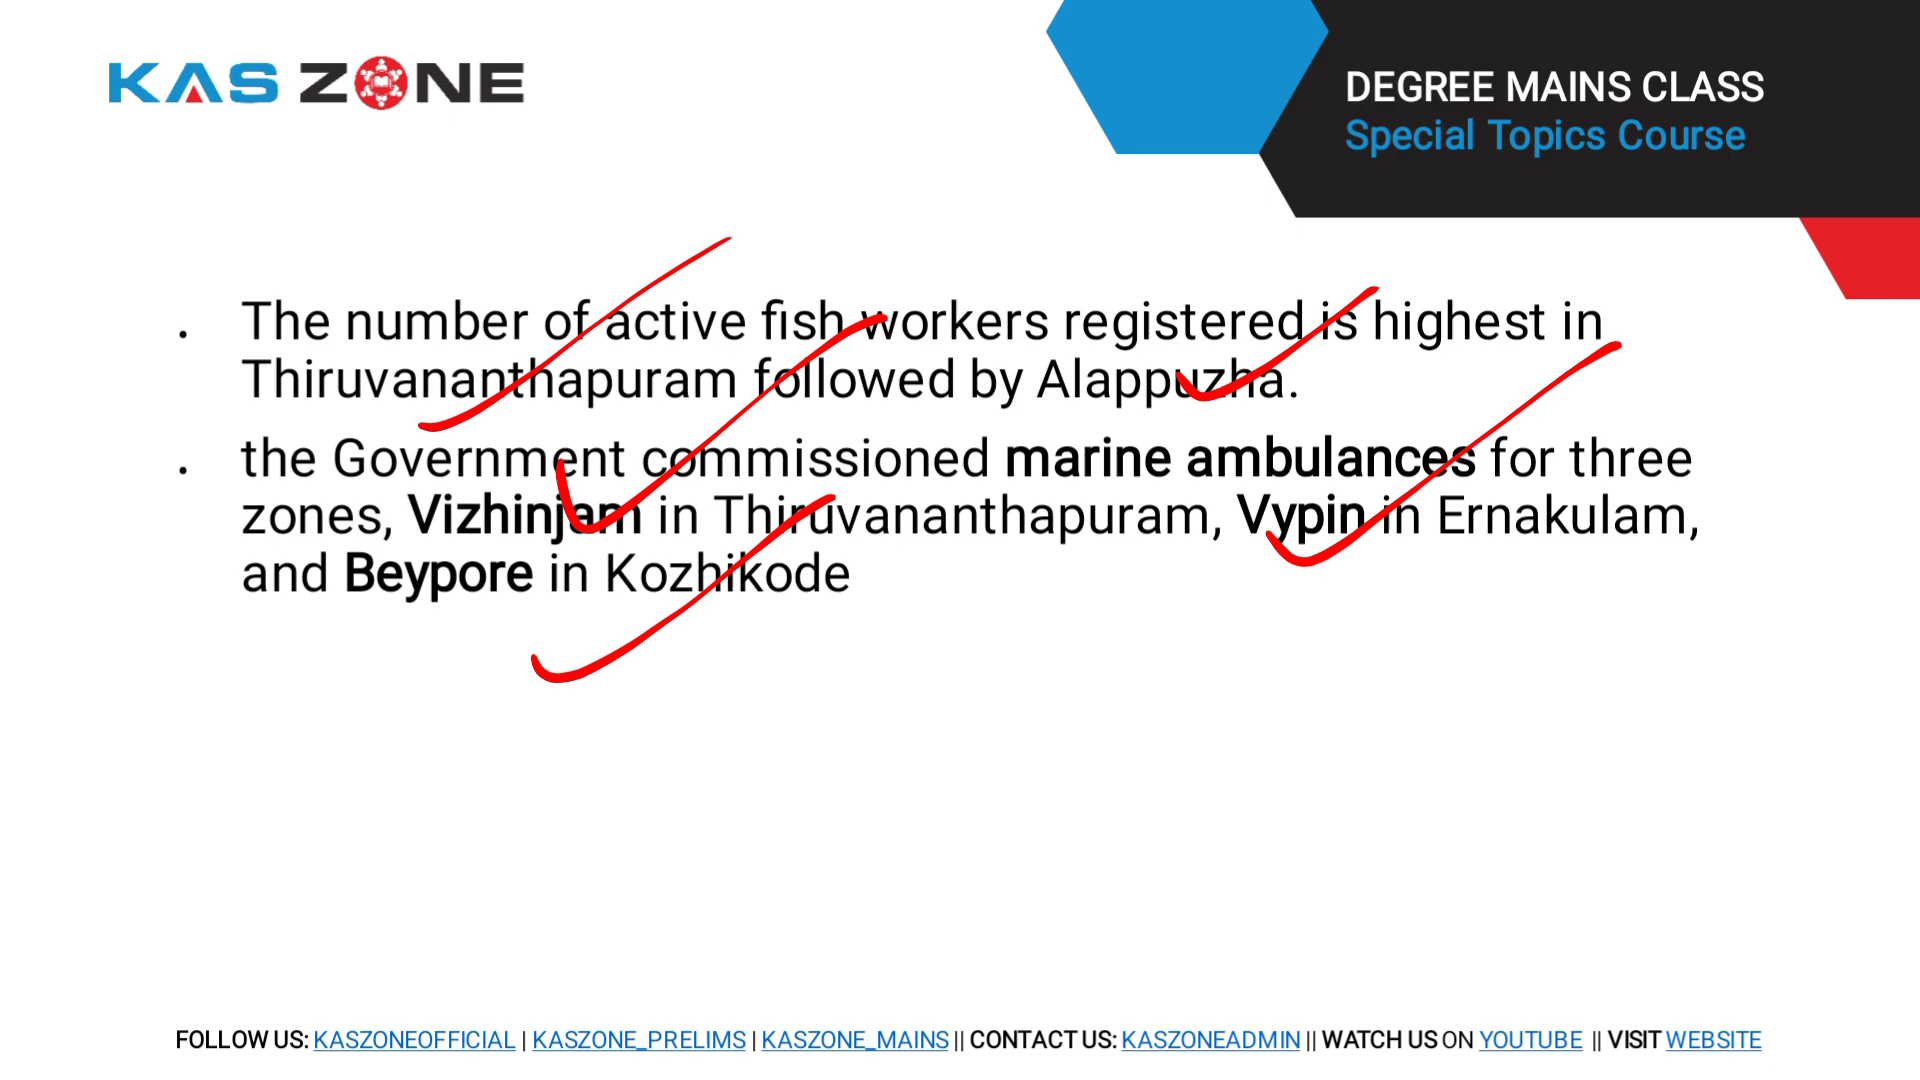 KAS ZONE
DEGREE MAINS CLASS
Special Topics Course
• The number of active fish workers registered is highest in
Thiruvananthapuram followed by Alappuzha.
• the Government commissioned marine ambulances for three
zones, Vizhinjam in Thiruvananthapuram, Vypin in Ernakulam,
and Beypore in Kozhikode
FOLLOW US: KASZONEOFFICIAL | KASZONE_PRELIMS | KASZONE_MAINS || CONTACT US: KASZONEADMIN || WATCH US ON YOUTUBE || VISIT WEBSITE